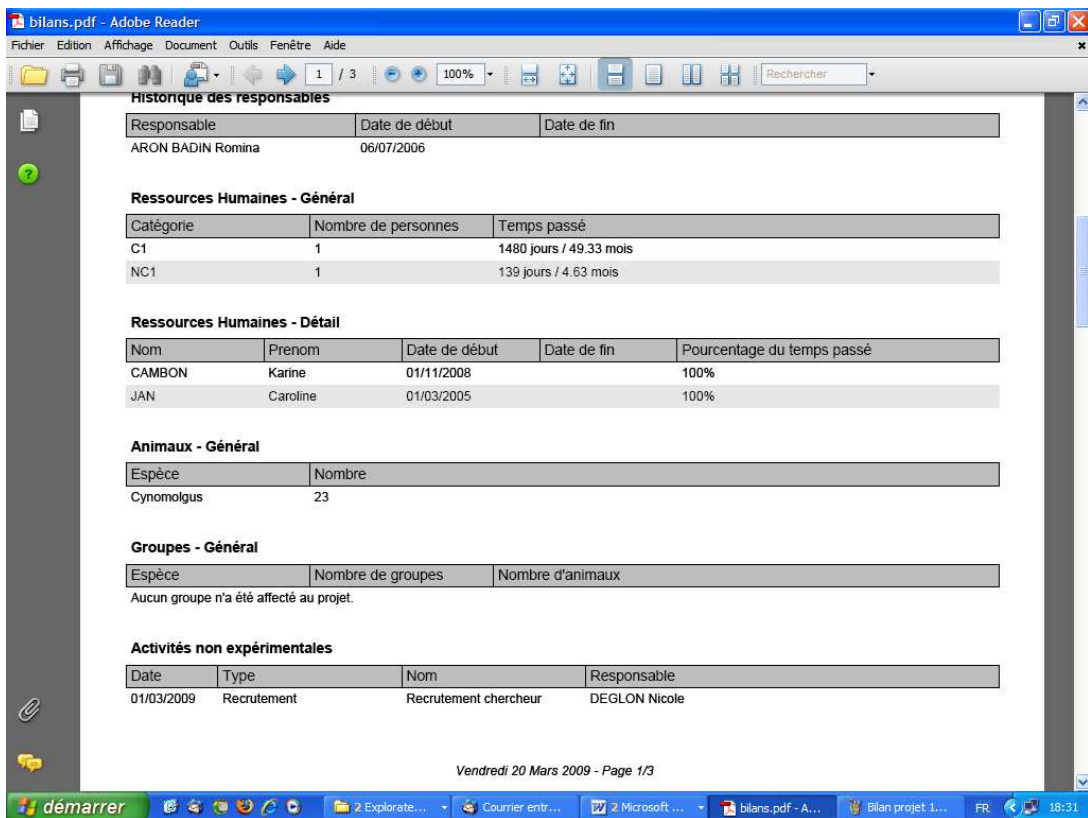 bilans.pdf - Adobe Reader
Fichier Edition Affichage Document Outils Fenêtre Aide
1 / 3 100% Rechercher
Historique des responsables
Responsable Date de début Date de fin
ARON BADIN Romina 06/07/2006
Ressources Humaines - Général
Catégorie Nombre de personnes Temps passé
C1 1 1480 jours / 49.33 mois
NC1 1 139 jours / 4.63 mois
Ressources Humaines - Détail
Nom Prenom Date de début Date de fin Pourcentage du temps passé
CAMBON Karine 01/11/2008 100%
JAN Caroline 01/03/2005 100%
Animaux - Général
Espèce Nombre
Cynomolgus 23
Groupes - Général
Espèce Nombre de groupes Nombre d'animaux
Aucun groupe n'a été affecté au projet.
Activités non expérimentales
Date Type Nom Responsable
01/03/2009 Recrutement Recrutement chercheur DEGLON Nicole
Vendredi 20 Mars 2009 - Page 1/3
démarrer 2 Explorate... Courrier entr... 2 Microsoft ... bilans.pdf - A... Bilan projet 1... FR 18:31